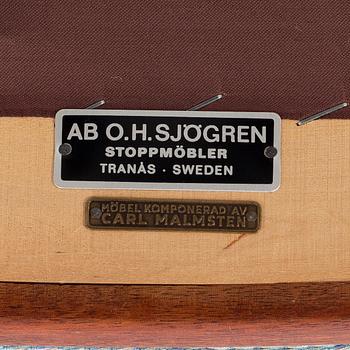 AB O.H.SJÖGREN
STOPPMÖBLER
TRANÅS · SWEDEN
MÖBEL KOMPONERAD AV
CARL MALMSTEN